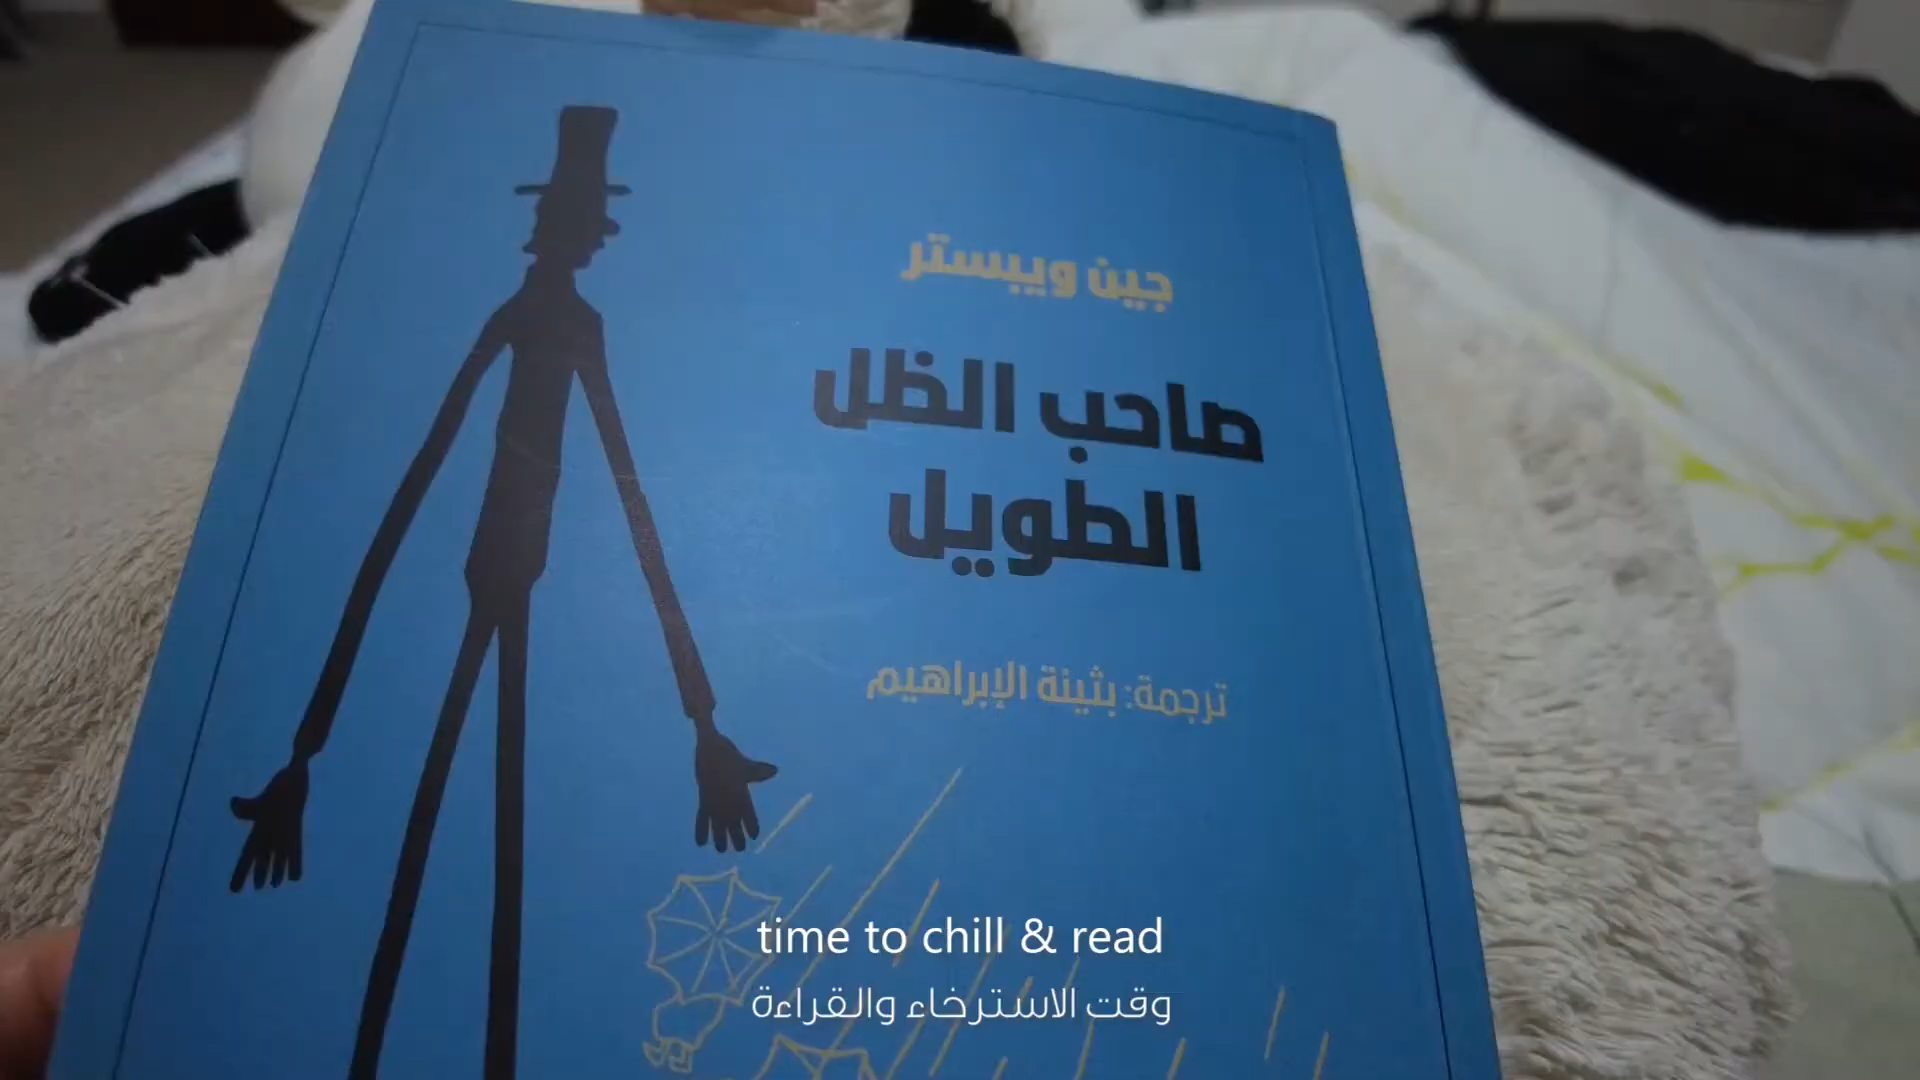 جين ويبستر
صاحب الظل
الطويل
ترجمة: بثينة الإبراهيم
time to chill & read
وقت الاسترخاء والقراءة